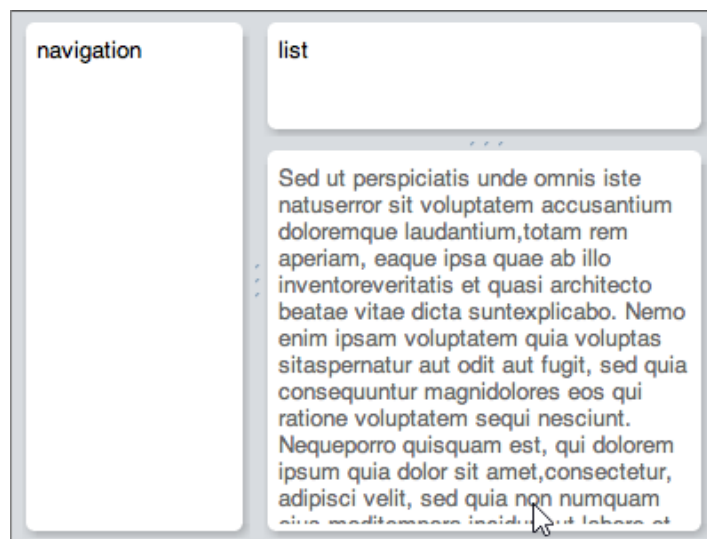 navigation
list
Sed ut perspiciatis unde omnis iste
natuserror sit voluptatem accusantium
doloremque laudantium,totam rem
aperiam, eaque ipsa quae ab illo
inventoreveritatis et quasi architecto
beatae vitae dicta suntexplicabo. Nemo
enim ipsam voluptatem quia voluptas
sitaspernatur aut odit aut fugit, sed quia
consequuntur magnidolores eos qui
ratione voluptatem sequi nesciunt.
Nequeporro quisquam est, qui dolorem
ipsum quia dolor sit amet,consectetur,
adipisci velit, sed quia non numquam